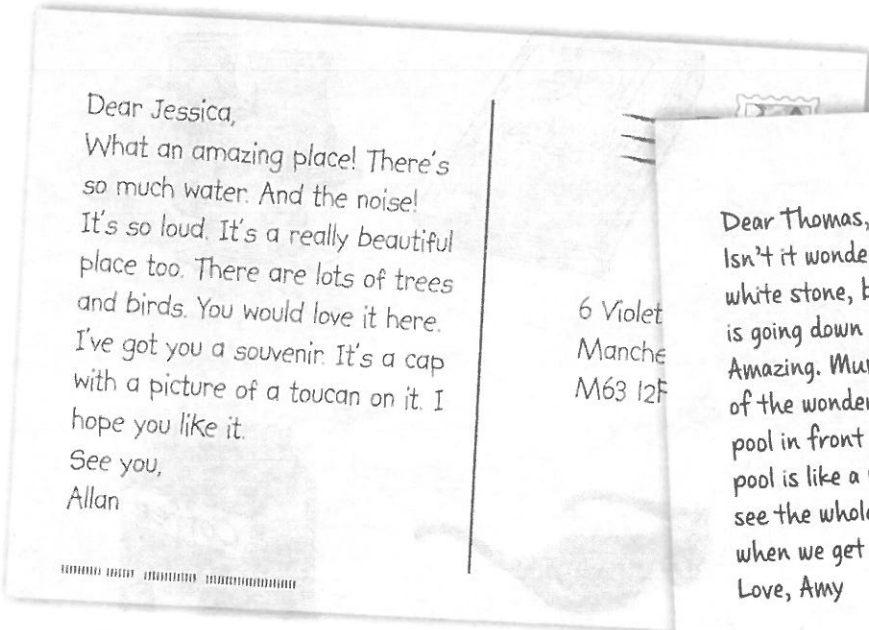 Dear Jessica,
What an amazing place! There's
so much water. And the noise!
It's so loud. It's a really beautiful
place too. There are lots of trees
and birds. You would love it here.
I've got you a souvenir. It's a cap
with a picture of a toucan on it. I
hope you like it.
See you,
Allan
6 Violet
Manche
M63 12F
Dear Thomas,
Isn't it wonde
white stone, b
is going down
Amazing. Mu
of the wonder
pool in front
pool is like a
see the whole
when we get
Love, Amy